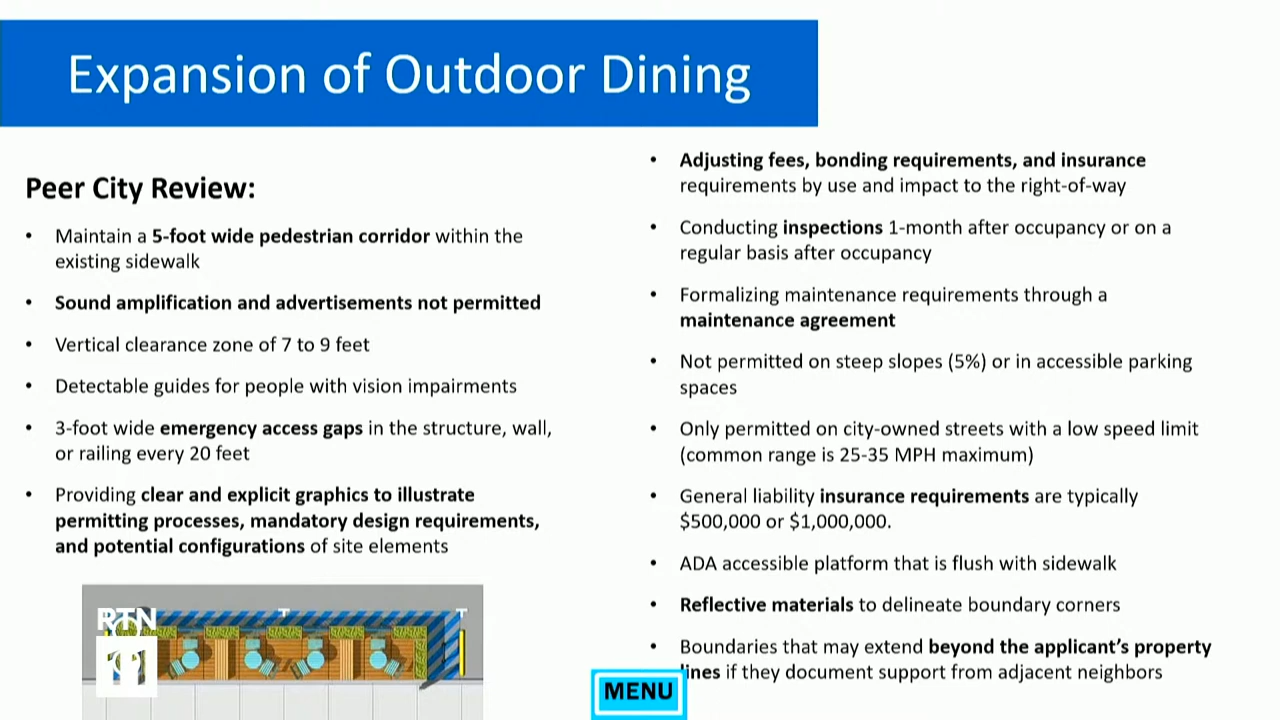 Expansion of Outdoor Dining
Peer City Review:
• Maintain a 5-foot wide pedestrian corridor within the
existing sidewalk
• Sound amplification and advertisements not permitted
• Vertical clearance zone of 7 to 9 feet
• Detectable guides for people with vision impairments
• 3-foot wide emergency access gaps in the structure, wall,
or railing every 20 feet
• Providing clear and explicit graphics to illustrate
permitting processes, mandatory design requirements,
and potential configurations of site elements
• Adjusting fees, bonding requirements, and insurance
requirements by use and impact to the right-of-way
• Conducting inspections 1-month after occupancy or on a
regular basis after occupancy
• Formalizing maintenance requirements through a
maintenance agreement
• Not permitted on steep slopes (5%) or in accessible parking
spaces
• Only permitted on city-owned streets with a low speed limit
(common range is 25-35 MPH maximum)
• General liability insurance requirements are typically
$500,000 or $1,000,000.
• ADA accessible platform that is flush with sidewalk
• Reflective materials to delineate boundary corners
• Boundaries that may extend beyond the applicant's property
lines if they document support from adjacent neighbors
RTN
11
MENU